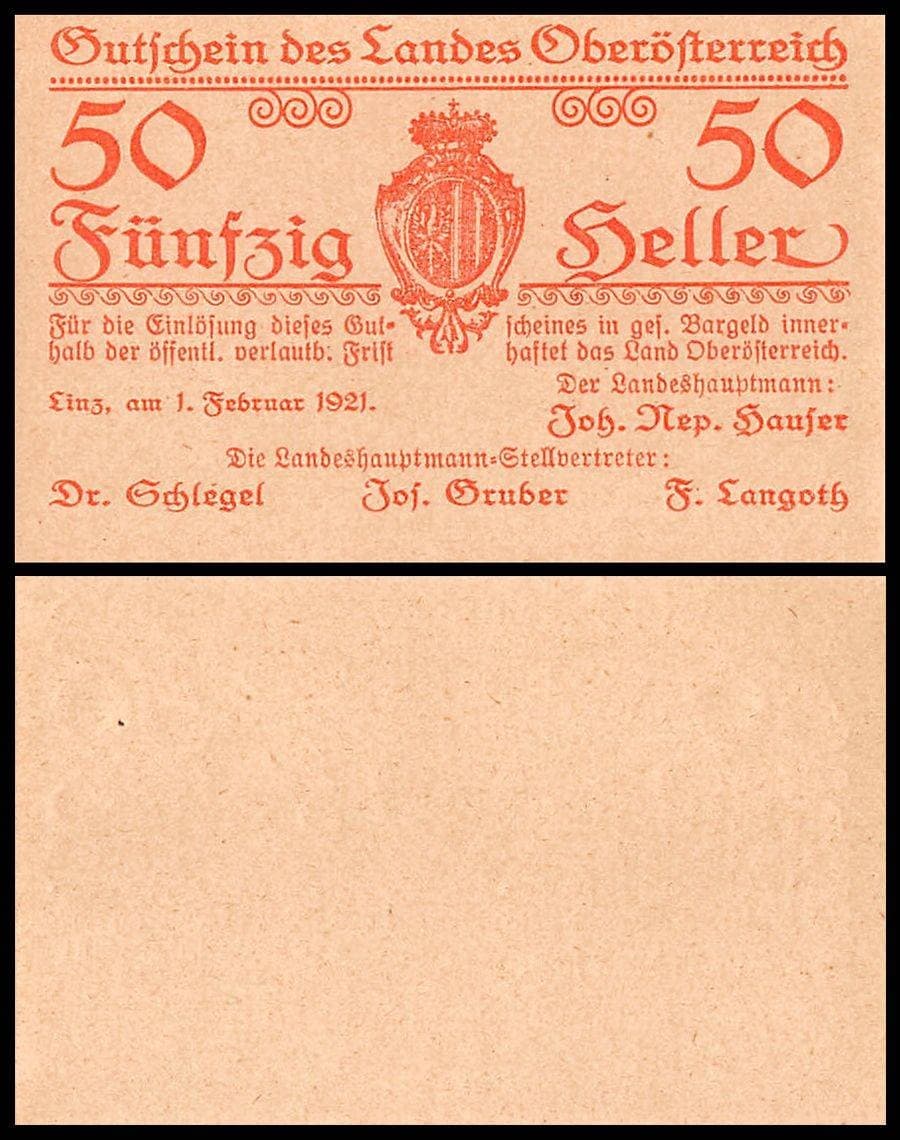 Gutschein des Landes Oberösterreich
50 50
Fünfzig Heller
Für die Einlösung dieses Gut= scheines in ges. Bargeld inner=
halb der öffentl. verlautb. Frist haftet das Land Oberösterreich.
Der Landeshauptmann:
Linz, am 1. Februar 1921.
Joh. Nep. Hauser
Die Landeshauptmann=Stellvertreter:
Dr. Schlegel Jos. Gruber F. Langoth